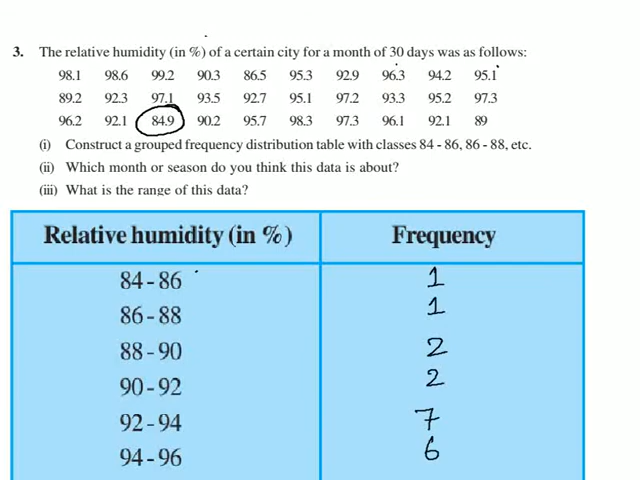 3. The relative humidity (in %) of a certain city for a month of 30 days was as follows:
98.1 98.6 99.2 90.3 86.5 95.3 92.9 96.3 94.2 95.1
89.2 92.3 97.1 93.5 92.7 95.1 97.2 93.3 95.2 97.3
96.2 92.1 84.9 90.2 95.7 98.3 97.3 96.1 92.1 89
(i) Construct a grouped frequency distribution table with classes 84 - 86, 86 - 88, etc.
(ii) Which month or season do you think this data is about?
(iii) What is the range of this data?
Relative humidity (in %) Frequency
84 - 86 1
86 - 88 1
88 - 90 2
90 - 92 2
92 - 94 7
94 - 96 6